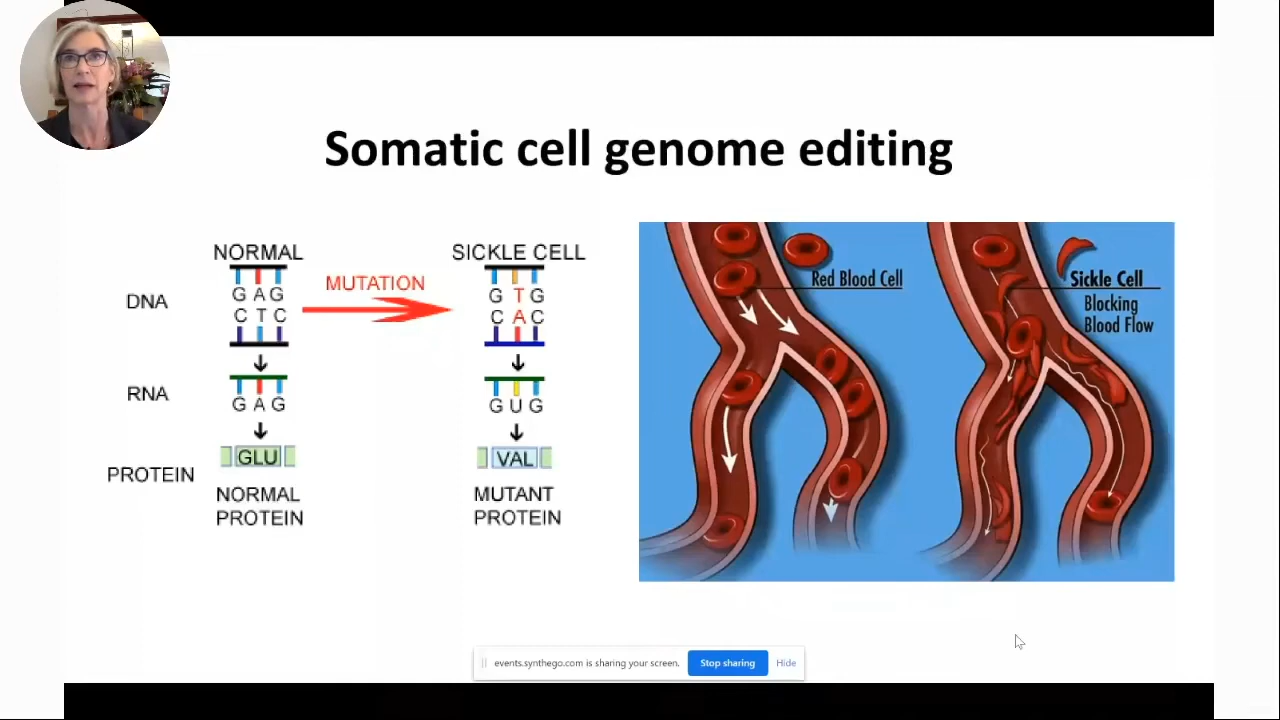 Somatic cell genome editing
NORMAL
SICKLE CELL
MUTATION
DNA
G A G
C T C
G T G
C A C
RNA
G A G
G U G
PROTEIN
GLU
VAL
NORMAL
PROTEIN
MUTANT
PROTEIN
Red Blood Cell
Sickle Cell
Blocking
Blood Flow
events.synthego.com is sharing your screen.
Stop sharing
Hide